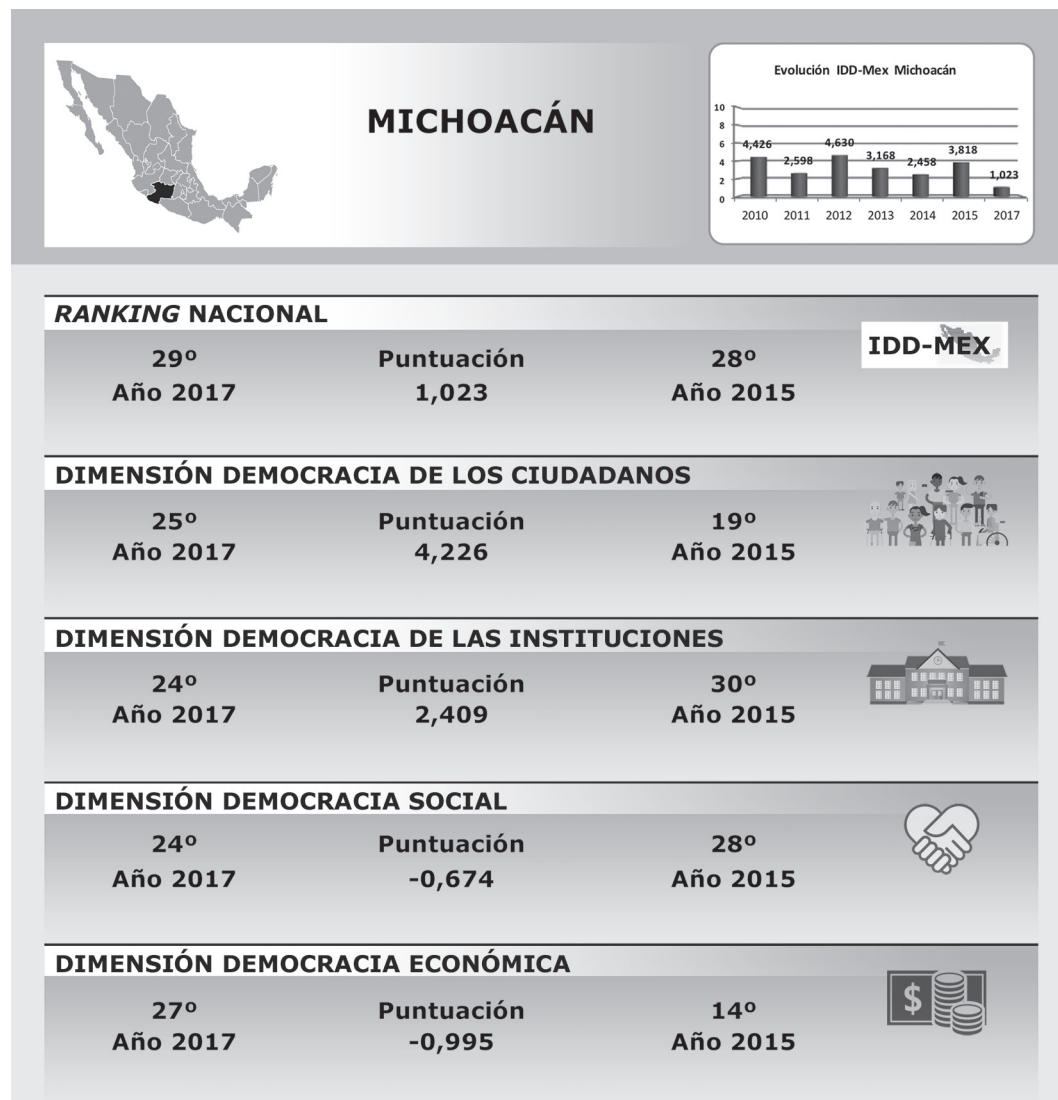 MICHOACÁN
Evolución IDD-Mex Michoacán
10
8
6
4
2
0
4,426
2,598
4,630
3,168
2,458
3,818
1,023
2010 2011 2012 2013 2014 2015 2017
RANKING NACIONAL
29º Puntuación 28º
Año 2017 1,023 Año 2015
IDD-MEX
DIMENSIÓN DEMOCRACIA DE LOS CIUDADANOS
25º Puntuación 19º
Año 2017 4,226 Año 2015
DIMENSIÓN DEMOCRACIA DE LAS INSTITUCIONES
24º Puntuación 30º
Año 2017 2,409 Año 2015
DIMENSIÓN DEMOCRACIA SOCIAL
24º Puntuación 28º
Año 2017 -0,674 Año 2015
DIMENSIÓN DEMOCRACIA ECONÓMICA
27º Puntuación 14º
Año 2017 -0,995 Año 2015
$